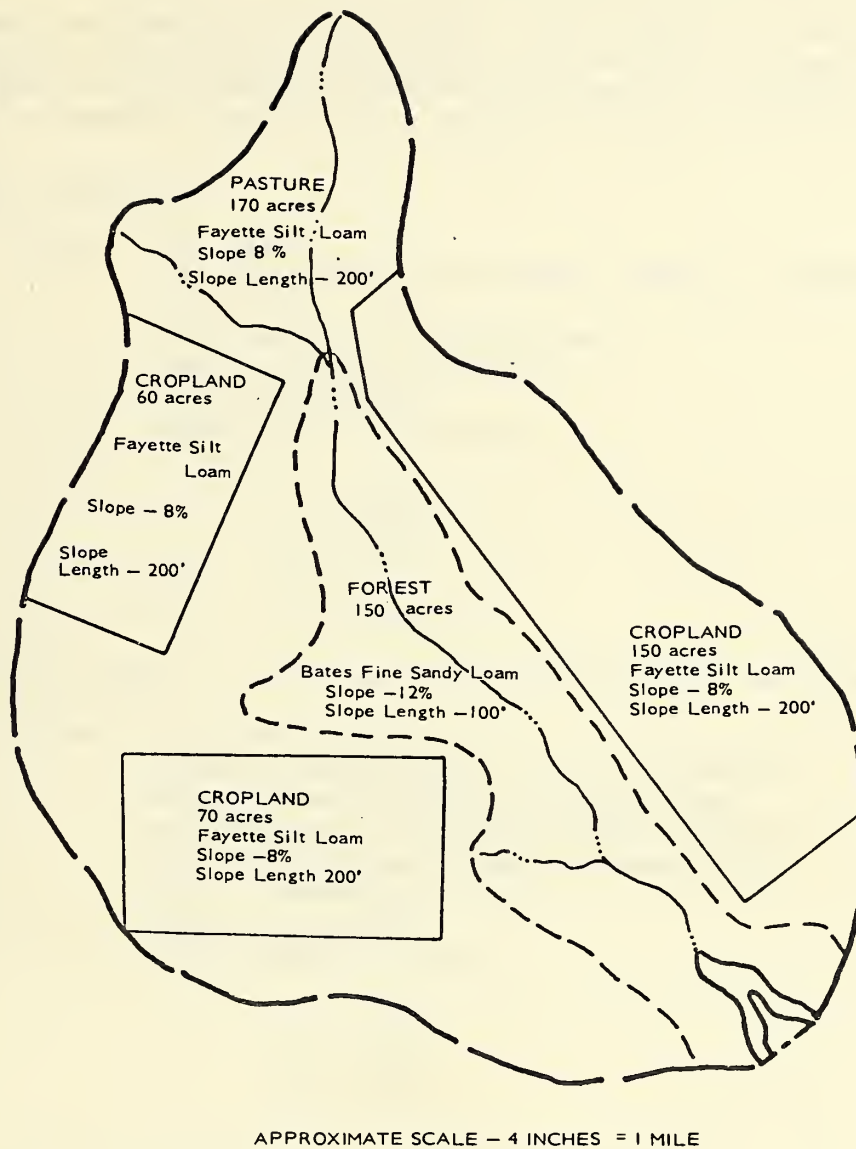 PASTURE
170 acres
Fayette Silt Loam
Slope 8 %
Slope Length – 200'
CROPLAND
60 acres
Fayette Silt
Loam
Slope – 8%
Slope
Length – 200'
FOREST
150 acres
Bates Fine Sandy Loam
Slope –12%
Slope Length –100'
CROPLAND
150 acres
Fayette Silt Loam
Slope – 8%
Slope Length – 200'
CROPLAND
70 acres
Fayette Silt Loam
Slope –8%
Slope Length 200'
APPROXIMATE SCALE – 4 INCHES = 1 MILE